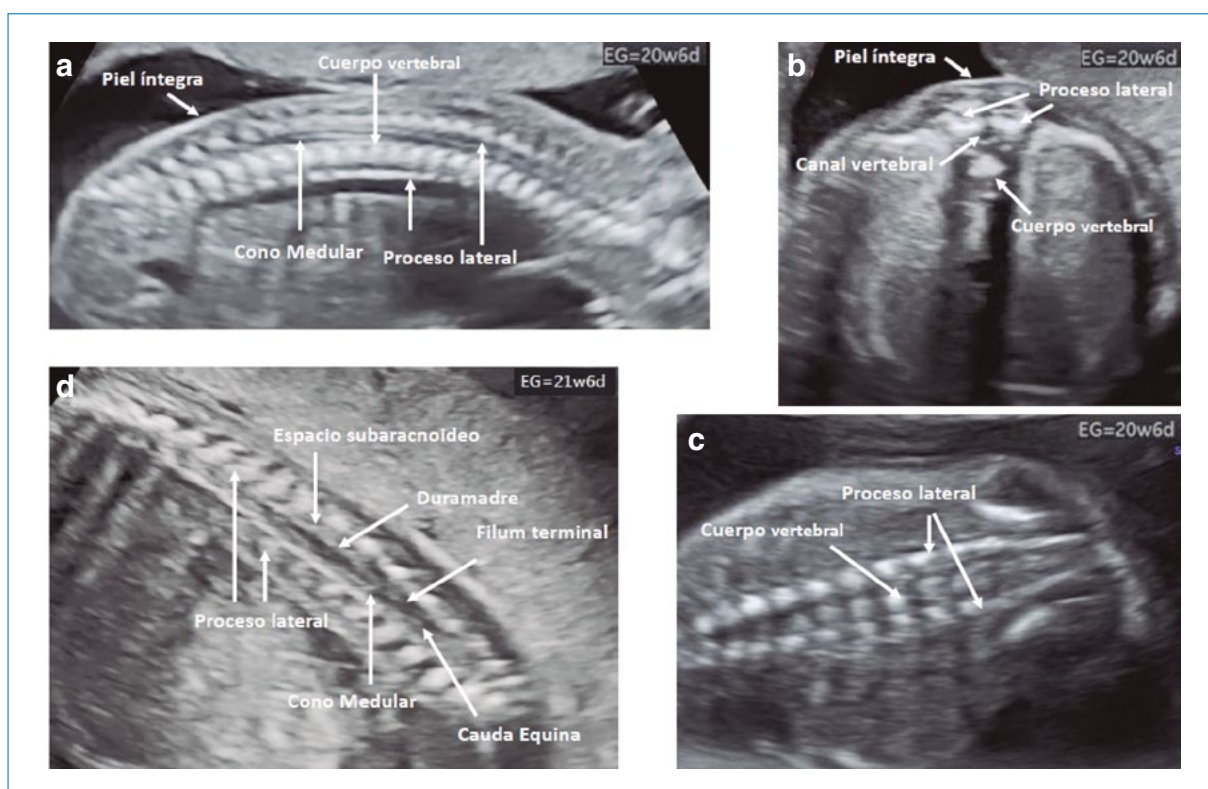 a
EG=20w6d
Piel íntegra
Cuerpo vertebral
Cono Medular
Proceso lateral
b
EG=20w6d
Piel íntegra
Proceso lateral
Canal vertebral
Cuerpo vertebral
d
EG=21w6d
Espacio subaracnoídeo
Duramadre
Filum terminal
Proceso lateral
Cono Medular
Cauda Equina
c
EG=20w6d
Proceso lateral
Cuerpo vertebral